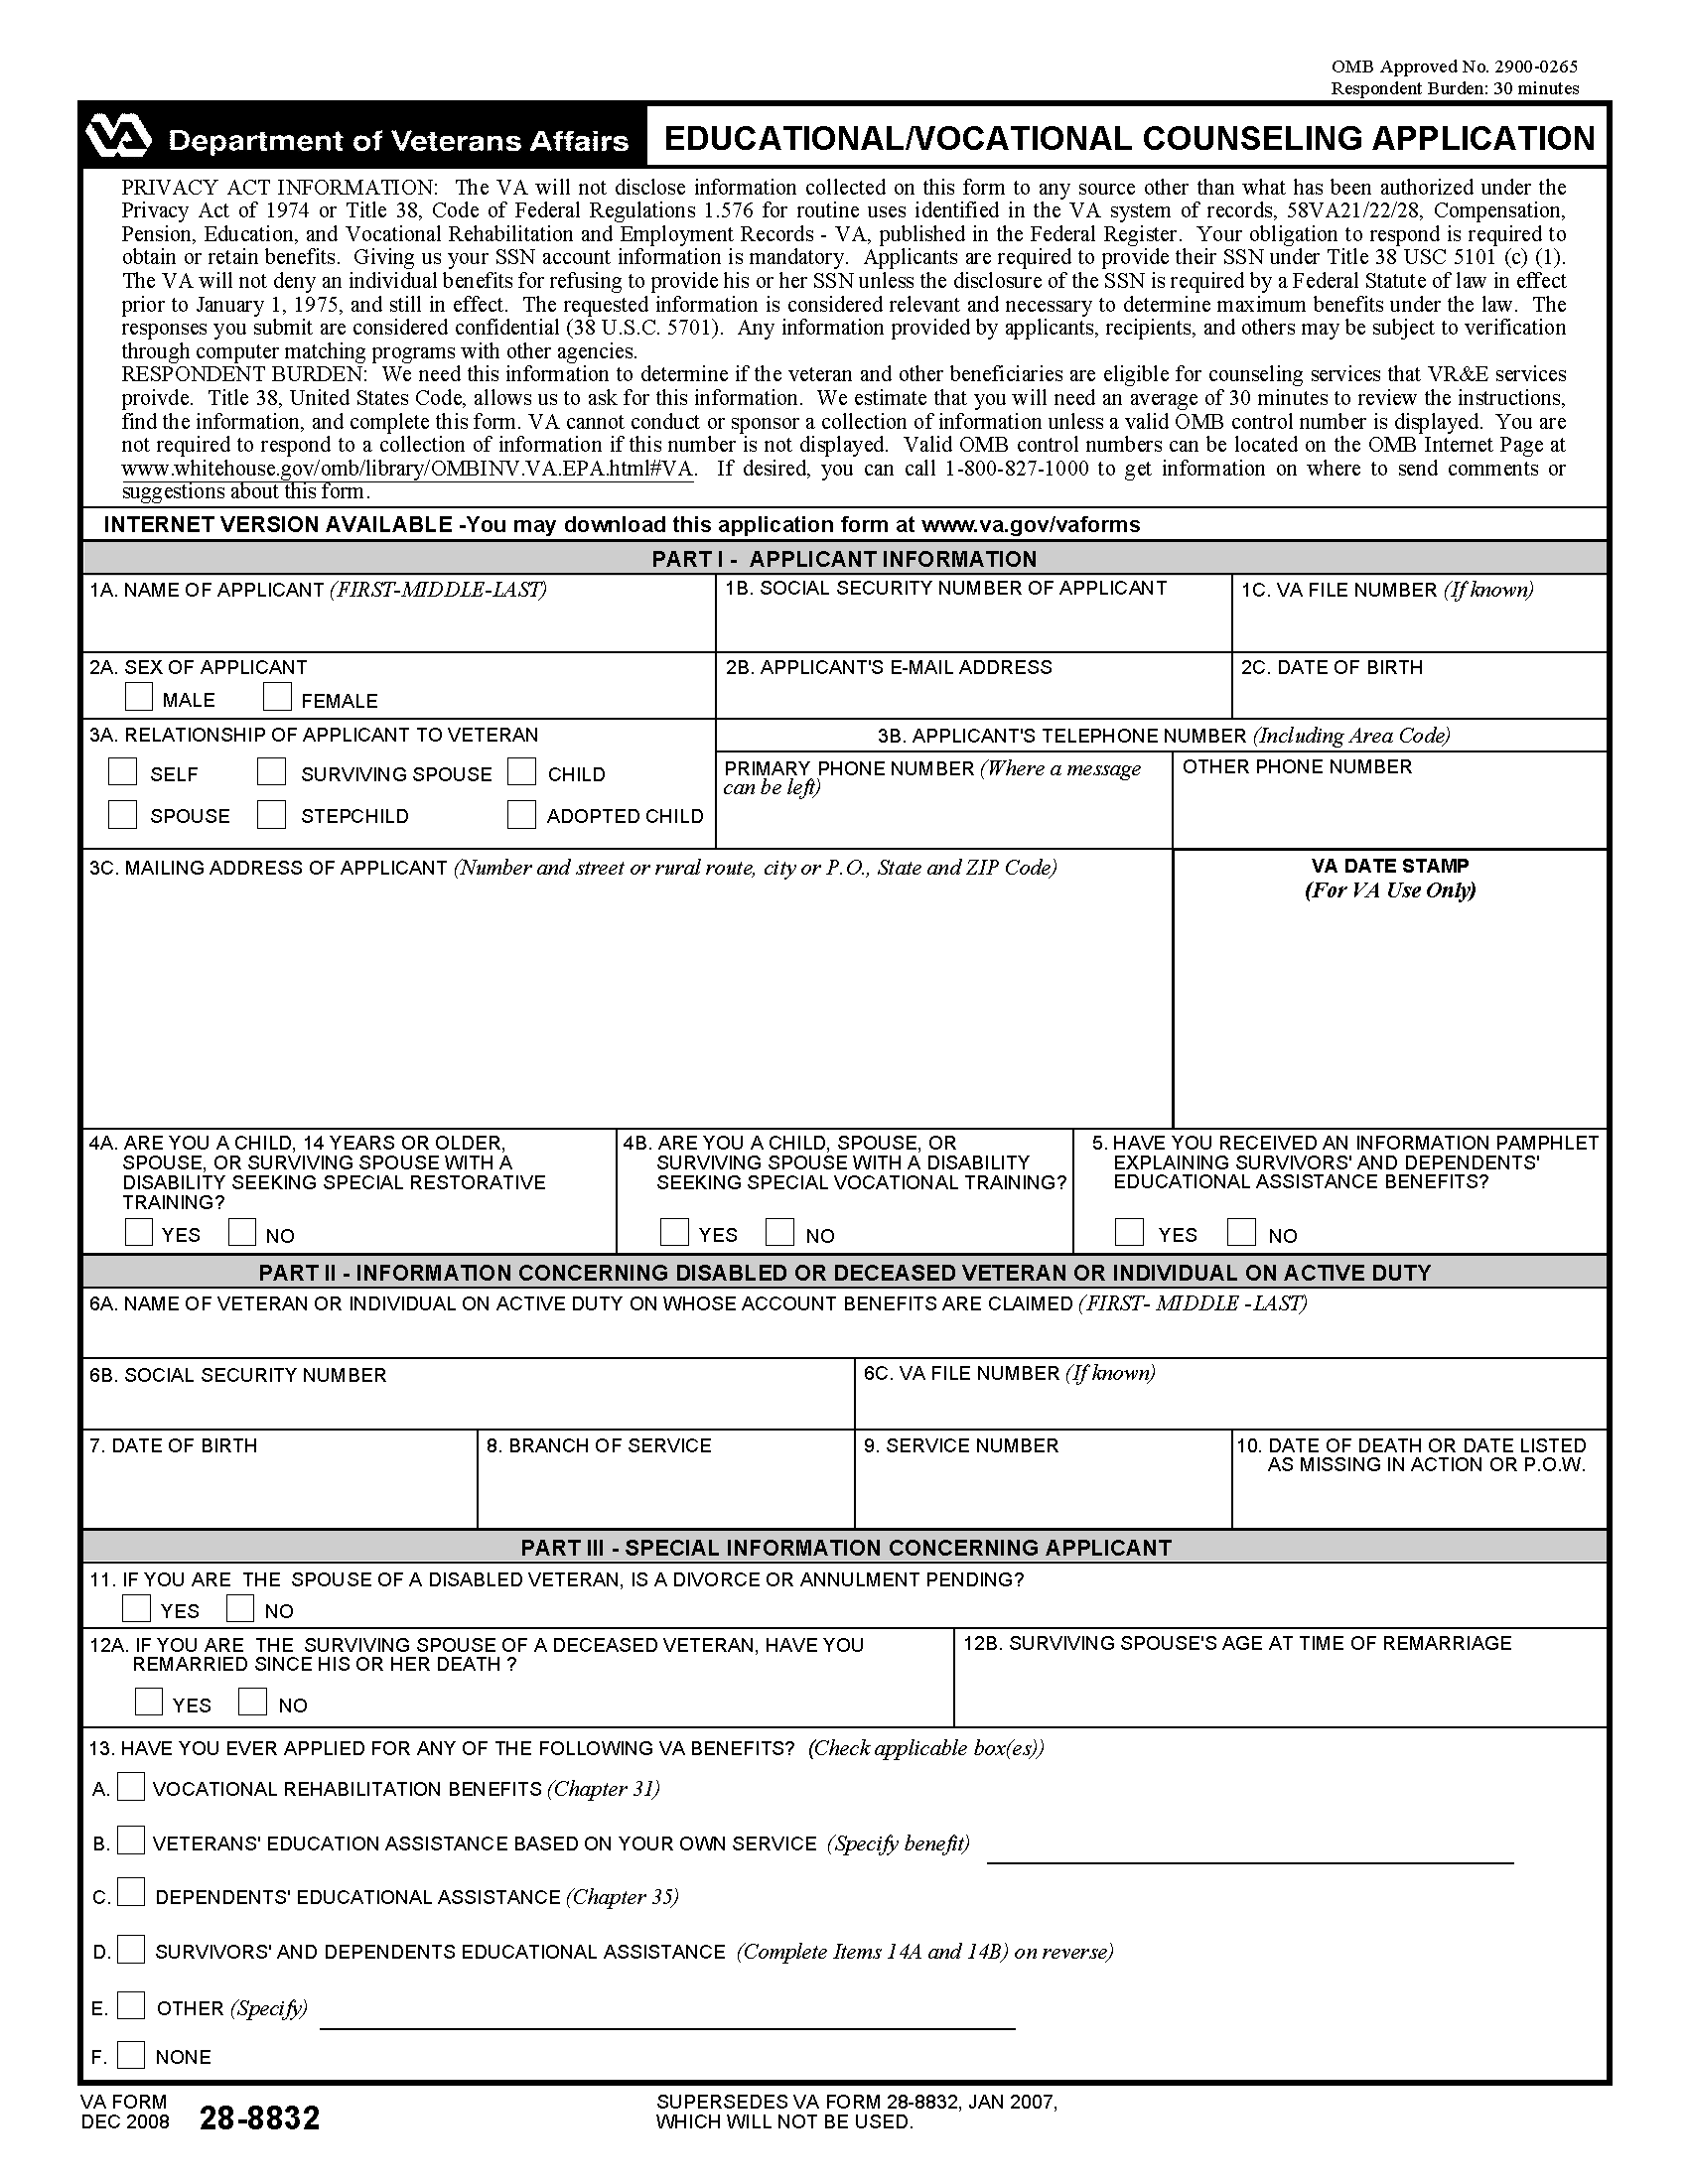 OMB Approved No. 2900-0265
Respondent Burden: 30 minutes
VA Department of Veterans Affairs
EDUCATIONAL/VOCATIONAL COUNSELING APPLICATION
PRIVACY ACT INFORMATION: The VA will not disclose information collected on this form to any source other than what has been authorized under the
Privacy Act of 1974 or Title 38, Code of Federal Regulations 1.576 for routine uses identified in the VA system of records, 58VA21/22/28, Compensation,
Pension, Education, and Vocational Rehabilitation and Employment Records - VA, published in the Federal Register. Your obligation to respond is required to
obtain or retain benefits. Giving us your SSN account information is mandatory. Applicants are required to provide their SSN under Title 38 USC 5101 (c) (1).
The VA will not deny an individual benefits for refusing to provide his or her SSN unless the disclosure of the SSN is required by a Federal Statute of law in effect
prior to January 1, 1975, and still in effect. The requested information is considered relevant and necessary to determine maximum benefits under the law. The
responses you submit are considered confidential (38 U.S.C. 5701). Any information provided by applicants, recipients, and others may be subject to verification
through computer matching programs with other agencies.
RESPONDENT BURDEN: We need this information to determine if the veteran and other beneficiaries are eligible for counseling services that VR&E services
proivde. Title 38, United States Code, allows us to ask for this information. We estimate that you will need an average of 30 minutes to review the instructions,
find the information, and complete this form. VA cannot conduct or sponsor a collection of information unless a valid OMB control number is displayed. You are
not required to respond to a collection of information if this number is not displayed. Valid OMB control numbers can be located on the OMB Internet Page at
www.whitehouse.gov/omb/library/OMBINV.VA.EPA.html#VA. If desired, you can call 1-800-827-1000 to get information on where to send comments or
suggestions about this form.
INTERNET VERSION AVAILABLE -You may download this application form at www.va.gov/vaforms
PART I - APPLICANT INFORMATION
1A. NAME OF APPLICANT (FIRST-MIDDLE-LAST)
1B. SOCIAL SECURITY NUMBER OF APPLICANT
1C. VA FILE NUMBER (If known)
2A. SEX OF APPLICANT
MALE FEMALE
2B. APPLICANT'S E-MAIL ADDRESS
2C. DATE OF BIRTH
3A. RELATIONSHIP OF APPLICANT TO VETERAN
SELF SURVIVING SPOUSE CHILD
SPOUSE STEPCHILD ADOPTED CHILD
3B. APPLICANT'S TELEPHONE NUMBER (Including Area Code)
PRIMARY PHONE NUMBER (Where a message
can be left)
OTHER PHONE NUMBER
3C. MAILING ADDRESS OF APPLICANT (Number and street or rural route, city or P.O., State and ZIP Code)
VA DATE STAMP
(For VA Use Only)
4A. ARE YOU A CHILD, 14 YEARS OR OLDER,
SPOUSE, OR SURVIVING SPOUSE WITH A
DISABILITY SEEKING SPECIAL RESTORATIVE
TRAINING?
YES NO
4B. ARE YOU A CHILD, SPOUSE, OR
SURVIVING SPOUSE WITH A DISABILITY
SEEKING SPECIAL VOCATIONAL TRAINING?
YES NO
5. HAVE YOU RECEIVED AN INFORMATION PAMPHLET
EXPLAINING SURVIVORS' AND DEPENDENTS'
EDUCATIONAL ASSISTANCE BENEFITS?
YES NO
PART II - INFORMATION CONCERNING DISABLED OR DECEASED VETERAN OR INDIVIDUAL ON ACTIVE DUTY
6A. NAME OF VETERAN OR INDIVIDUAL ON ACTIVE DUTY ON WHOSE ACCOUNT BENEFITS ARE CLAIMED (FIRST- MIDDLE -LAST)
6B. SOCIAL SECURITY NUMBER
6C. VA FILE NUMBER (If known)
7. DATE OF BIRTH
8. BRANCH OF SERVICE
9. SERVICE NUMBER
10. DATE OF DEATH OR DATE LISTED
AS MISSING IN ACTION OR P.O.W.
PART III - SPECIAL INFORMATION CONCERNING APPLICANT
11. IF YOU ARE THE SPOUSE OF A DISABLED VETERAN, IS A DIVORCE OR ANNULMENT PENDING?
YES NO
12A. IF YOU ARE THE SURVIVING SPOUSE OF A DECEASED VETERAN, HAVE YOU
REMARRIED SINCE HIS OR HER DEATH ?
YES NO
12B. SURVIVING SPOUSE'S AGE AT TIME OF REMARRIAGE
13. HAVE YOU EVER APPLIED FOR ANY OF THE FOLLOWING VA BENEFITS? (Check applicable box(es))
A. VOCATIONAL REHABILITATION BENEFITS (Chapter 31)
B. VETERANS' EDUCATION ASSISTANCE BASED ON YOUR OWN SERVICE (Specify benefit)
C. DEPENDENTS' EDUCATIONAL ASSISTANCE (Chapter 35)
D. SURVIVORS' AND DEPENDENTS EDUCATIONAL ASSISTANCE (Complete Items 14A and 14B) on reverse)
E. OTHER (Specify)
F. NONE
VA FORM
DEC 2008 28-8832
SUPERSEDES VA FORM 28-8832, JAN 2007,
WHICH WILL NOT BE USED.